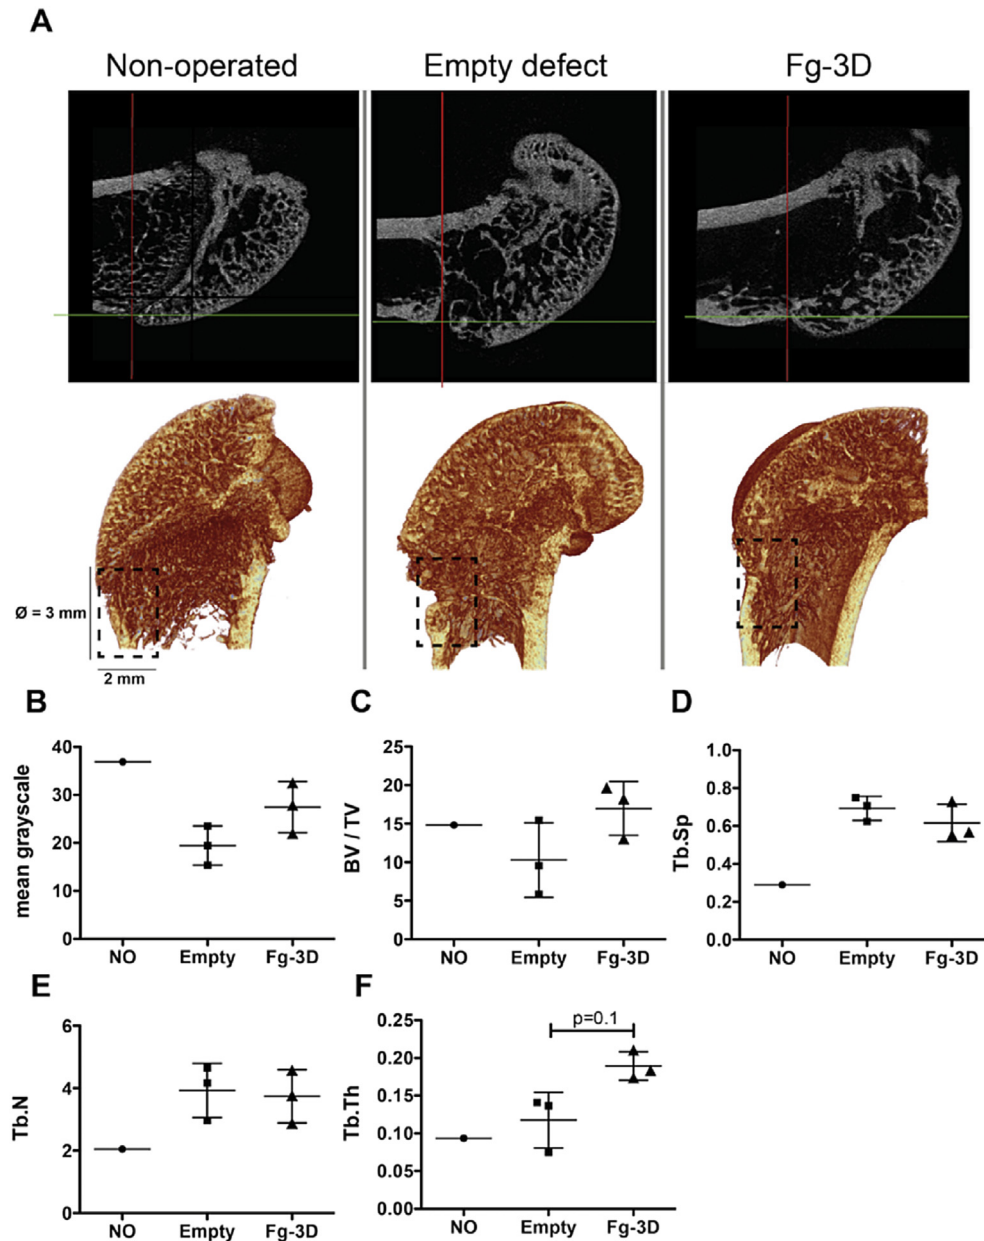 A
Non-operated Empty defect Fg-3D
Ø = 3 mm
2 mm
B
mean grayscale
40
30
20
10
0
NO Empty Fg-3D
C
BV / TV
25
20
15
10
5
0
NO Empty Fg-3D
D
Tb.Sp
1.0
0.8
0.6
0.4
0.2
0.0
NO Empty Fg-3D
E
Tb.N
6
4
2
0
NO Empty Fg-3D
F
Tb.Th
0.25
0.20
0.15
0.10
0.05
0.00
p=0.1
NO Empty Fg-3D